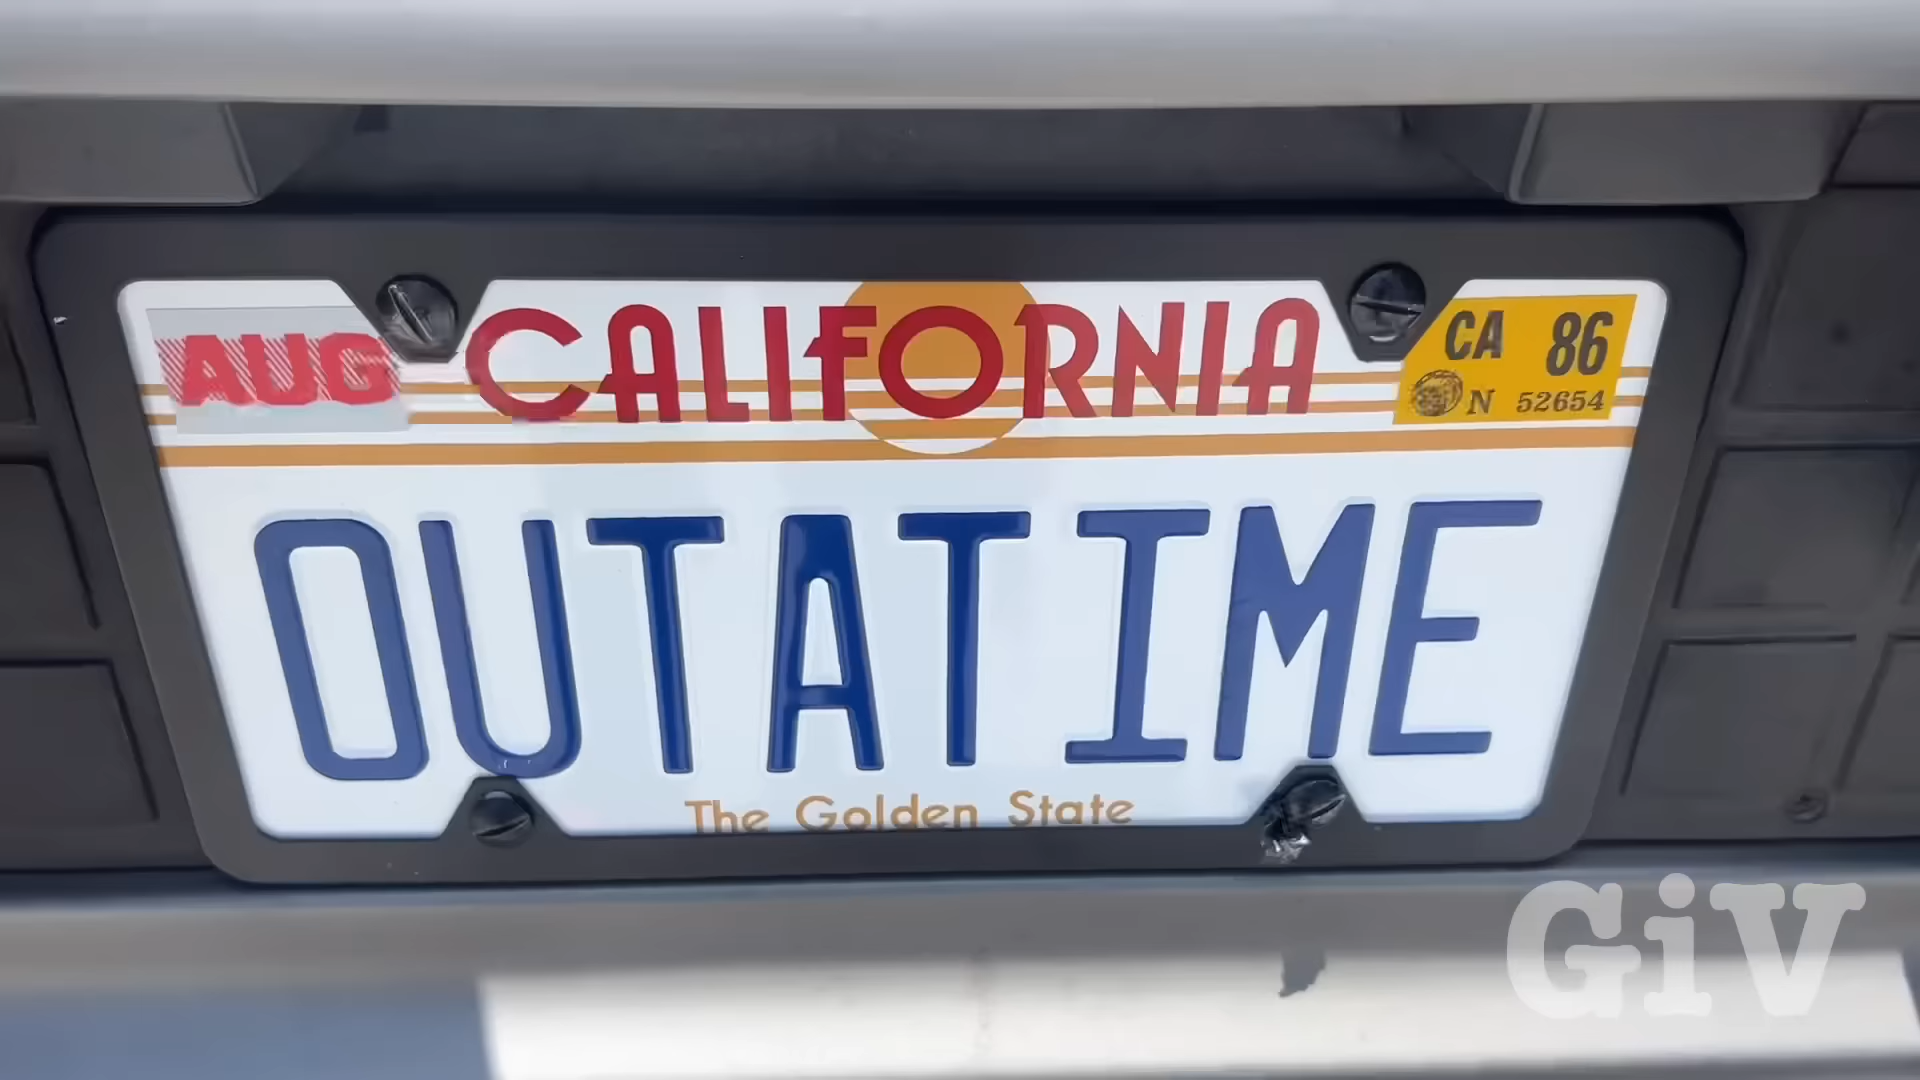 AUG CALIFORNIA CA 86
N 52654
OUTATIME
The Golden State
GiV